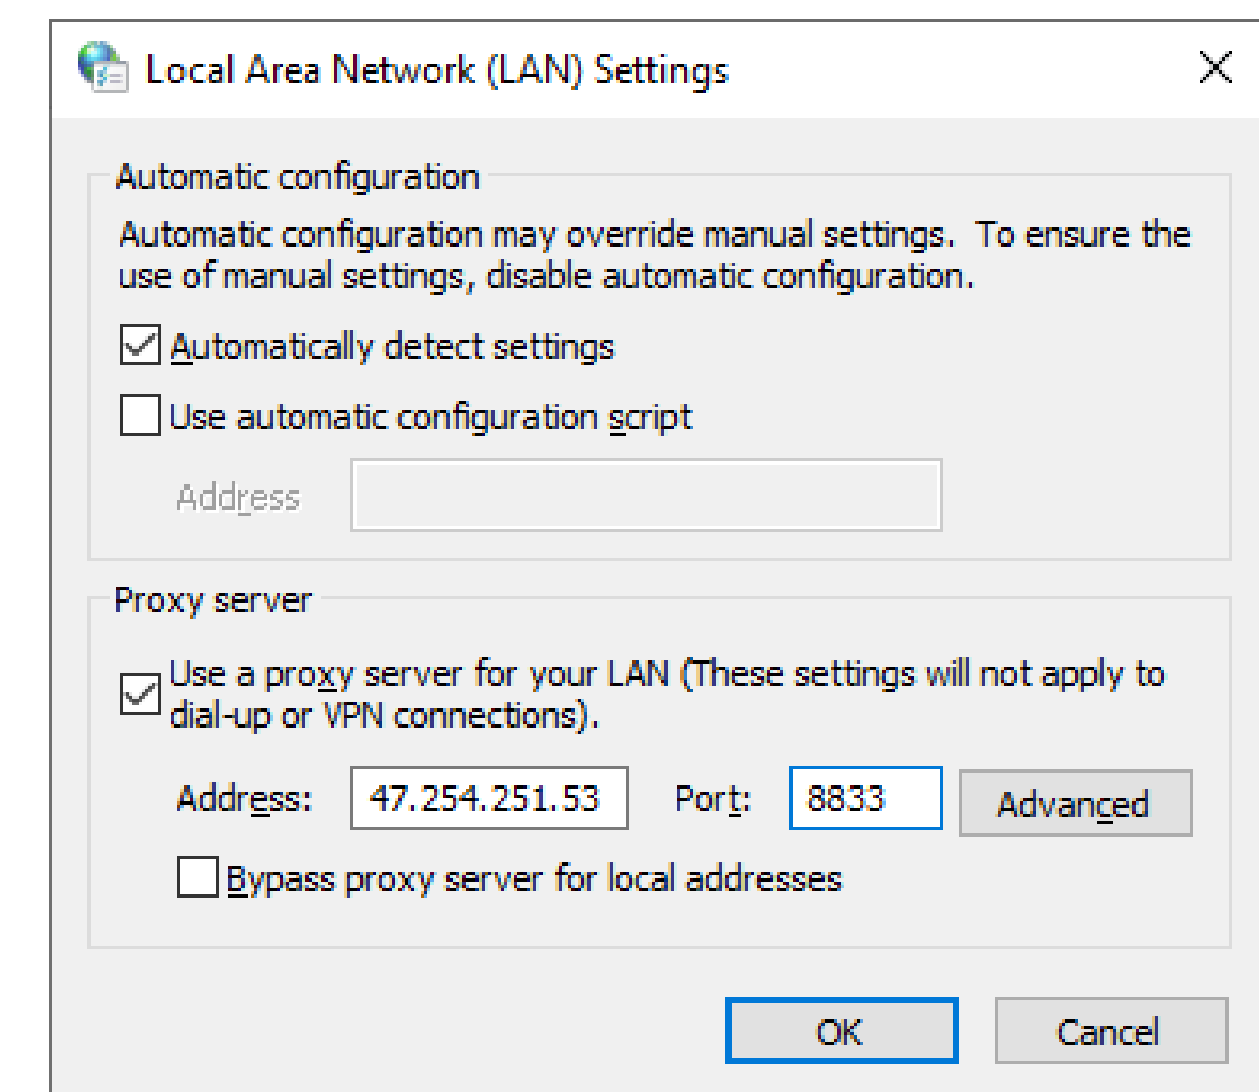 Local Area Network (LAN) Settings
Automatic configuration
Automatic configuration may override manual settings. To ensure the
use of manual settings, disable automatic configuration.
Automatically detect settings
Use automatic configuration script
Address
Proxy server
Use a proxy server for your LAN (These settings will not apply to
dial-up or VPN connections).
Address: 47.254.251.53 Port: 8833 Advanced
Bypass proxy server for local addresses
OK Cancel